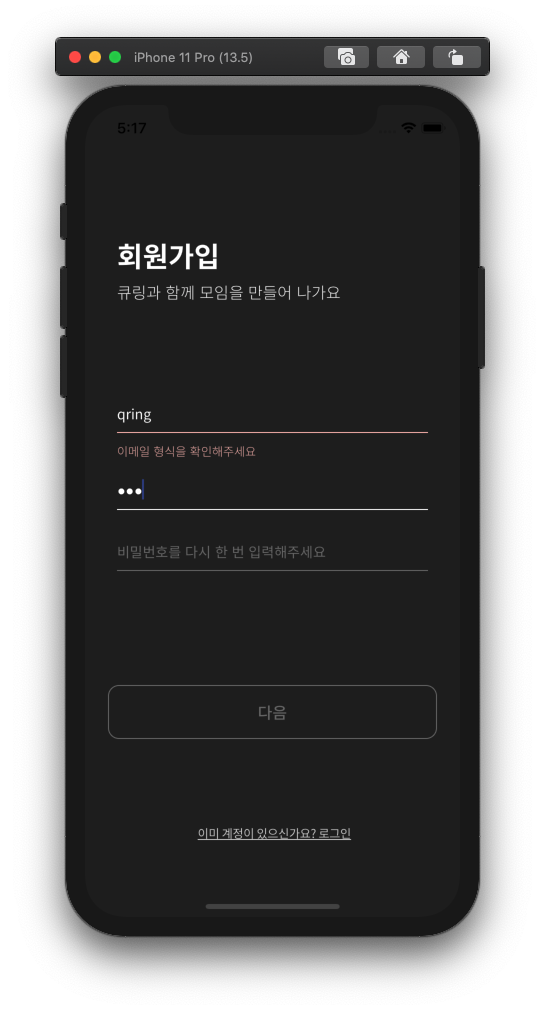 iPhone 11 Pro (13.5)
5:17
회원가입
큐링과 함께 모임을 만들어 나가요
qring
이메일 형식을 확인해주세요
●●●
비밀번호를 다시 한 번 입력해주세요
다음
이미 계정이 있으신가요? 로그인